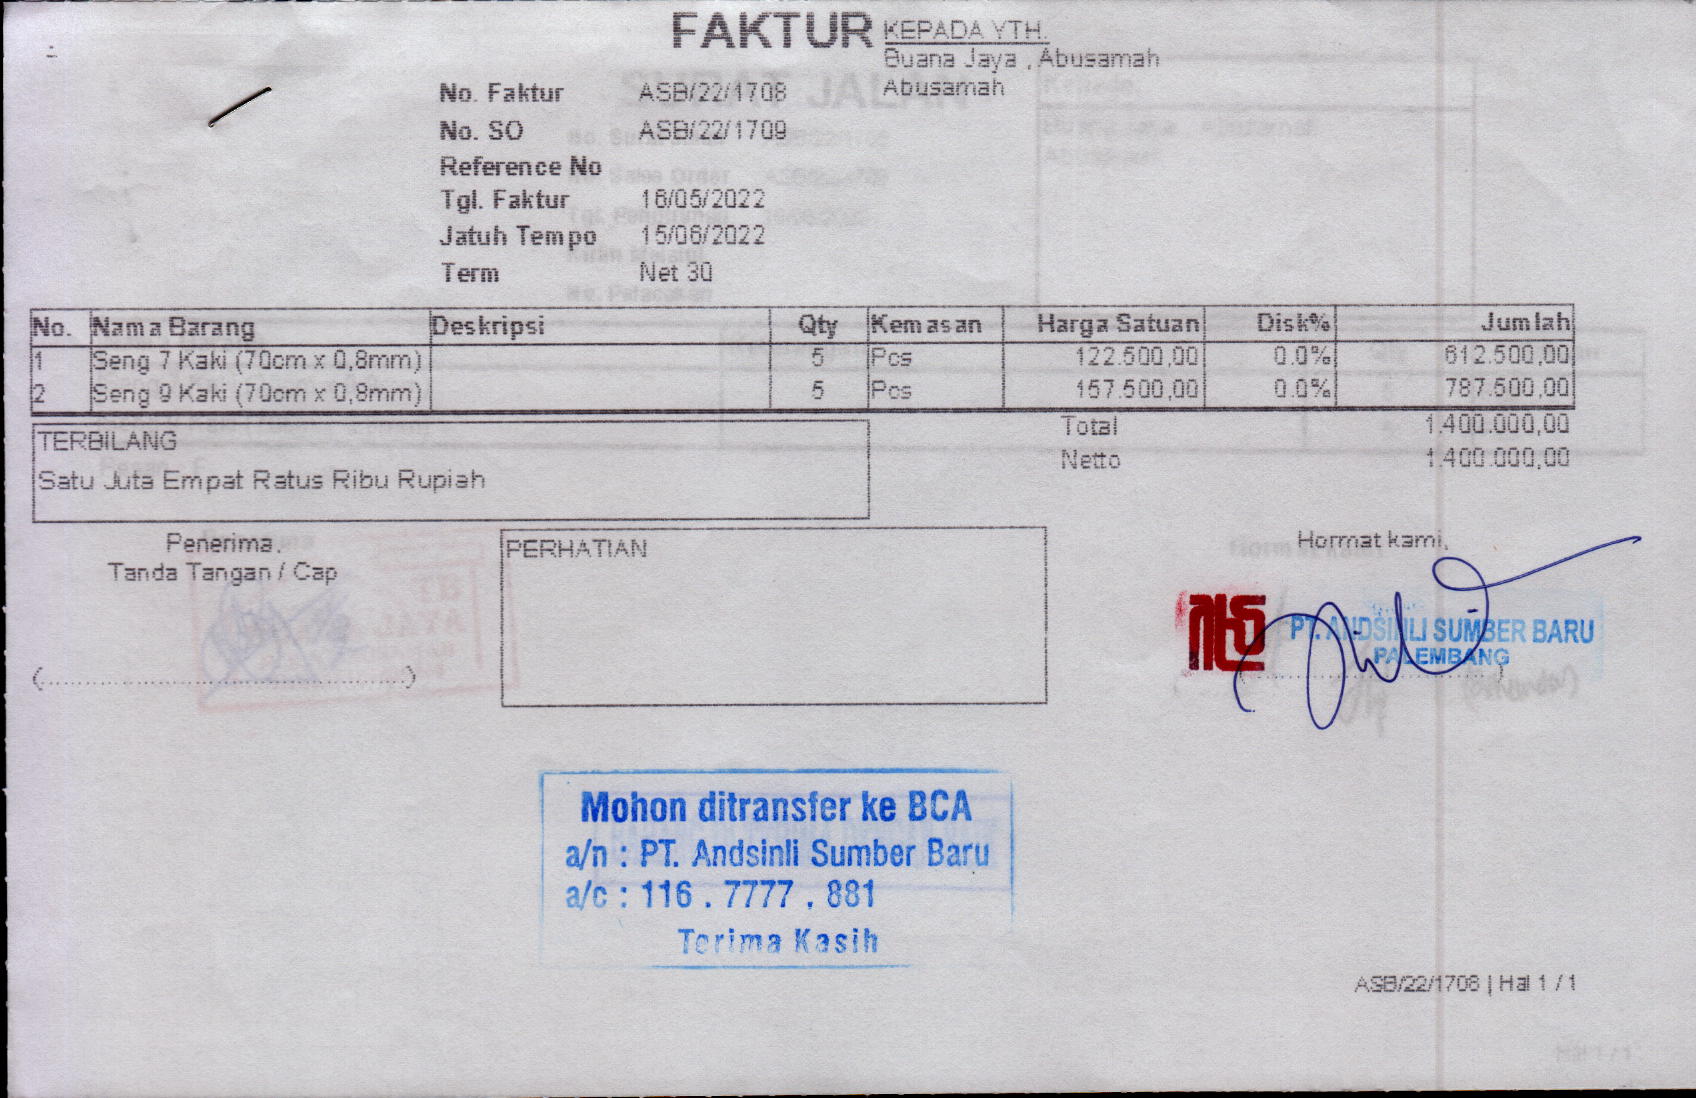 FAKTUR
KEPADA YTH.
Buana Jaya , Abusamah
Abusamah
No. Faktur ASB/22/1708
No. SO ASB/22/1709
Reference No
Tgl. Faktur 16/05/2022
Jatuh Tempo 15/06/2022
Term Net 30
No. Nama Barang Deskripsi Qty Kemasan Harga Satuan Disk% Jumlah
1 Seng 7 Kaki (70cm x 0,8mm) 5 Pcs 122.500,00 0.0% 612.500,00
2 Seng 9 Kaki (70cm x 0,8mm) 5 Pcs 157.500,00 0.0% 787.500,00
Total 1.400.000,00
Netto 1.400.000,00
TERBILANG
Satu Juta Empat Ratus Ribu Rupiah
Penerima,
Tanda Tangan / Cap
PERHATIAN
Hormat kami,
PT. ANDSINLI SUMBER BARU
PALEMBANG
Mohon ditransfer ke BCA
a/n : PT. Andsinli Sumber Baru
a/c : 116 . 7777 . 881
Terima Kasih
ASB/22/1708 | Hal 1 / 1